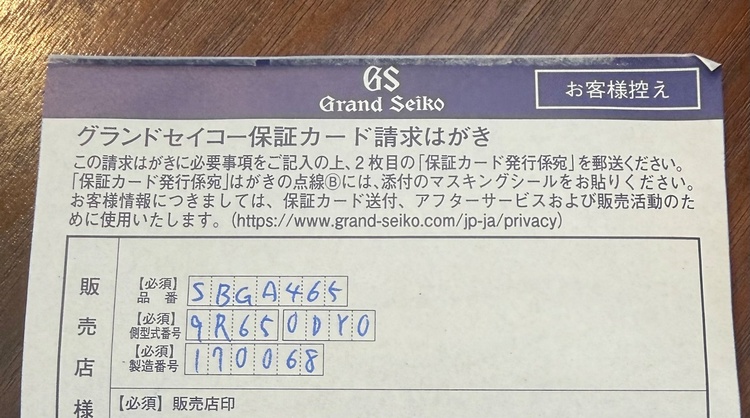 GS
Grand Seiko
お客様控え
グランドセイコー保証カード請求はがき
この請求はがきに必要事項をご記入の上、2枚目の「保証カード発行係宛」を郵送ください。
「保証カード発行係宛」はがきの点線Ⓑには、添付のマスキングシールをお貼りください。
お客様情報につきましては、保証カード送付、アフターサービスおよび販売活動のた
めに使用いたします。(https://www.grand-seiko.com/jp-ja/privacy)
販売店様
【必須】品番 SBGA465
【必須】側型式番号 9R65 0DY0
【必須】製造番号 170068
【必須】販売店印